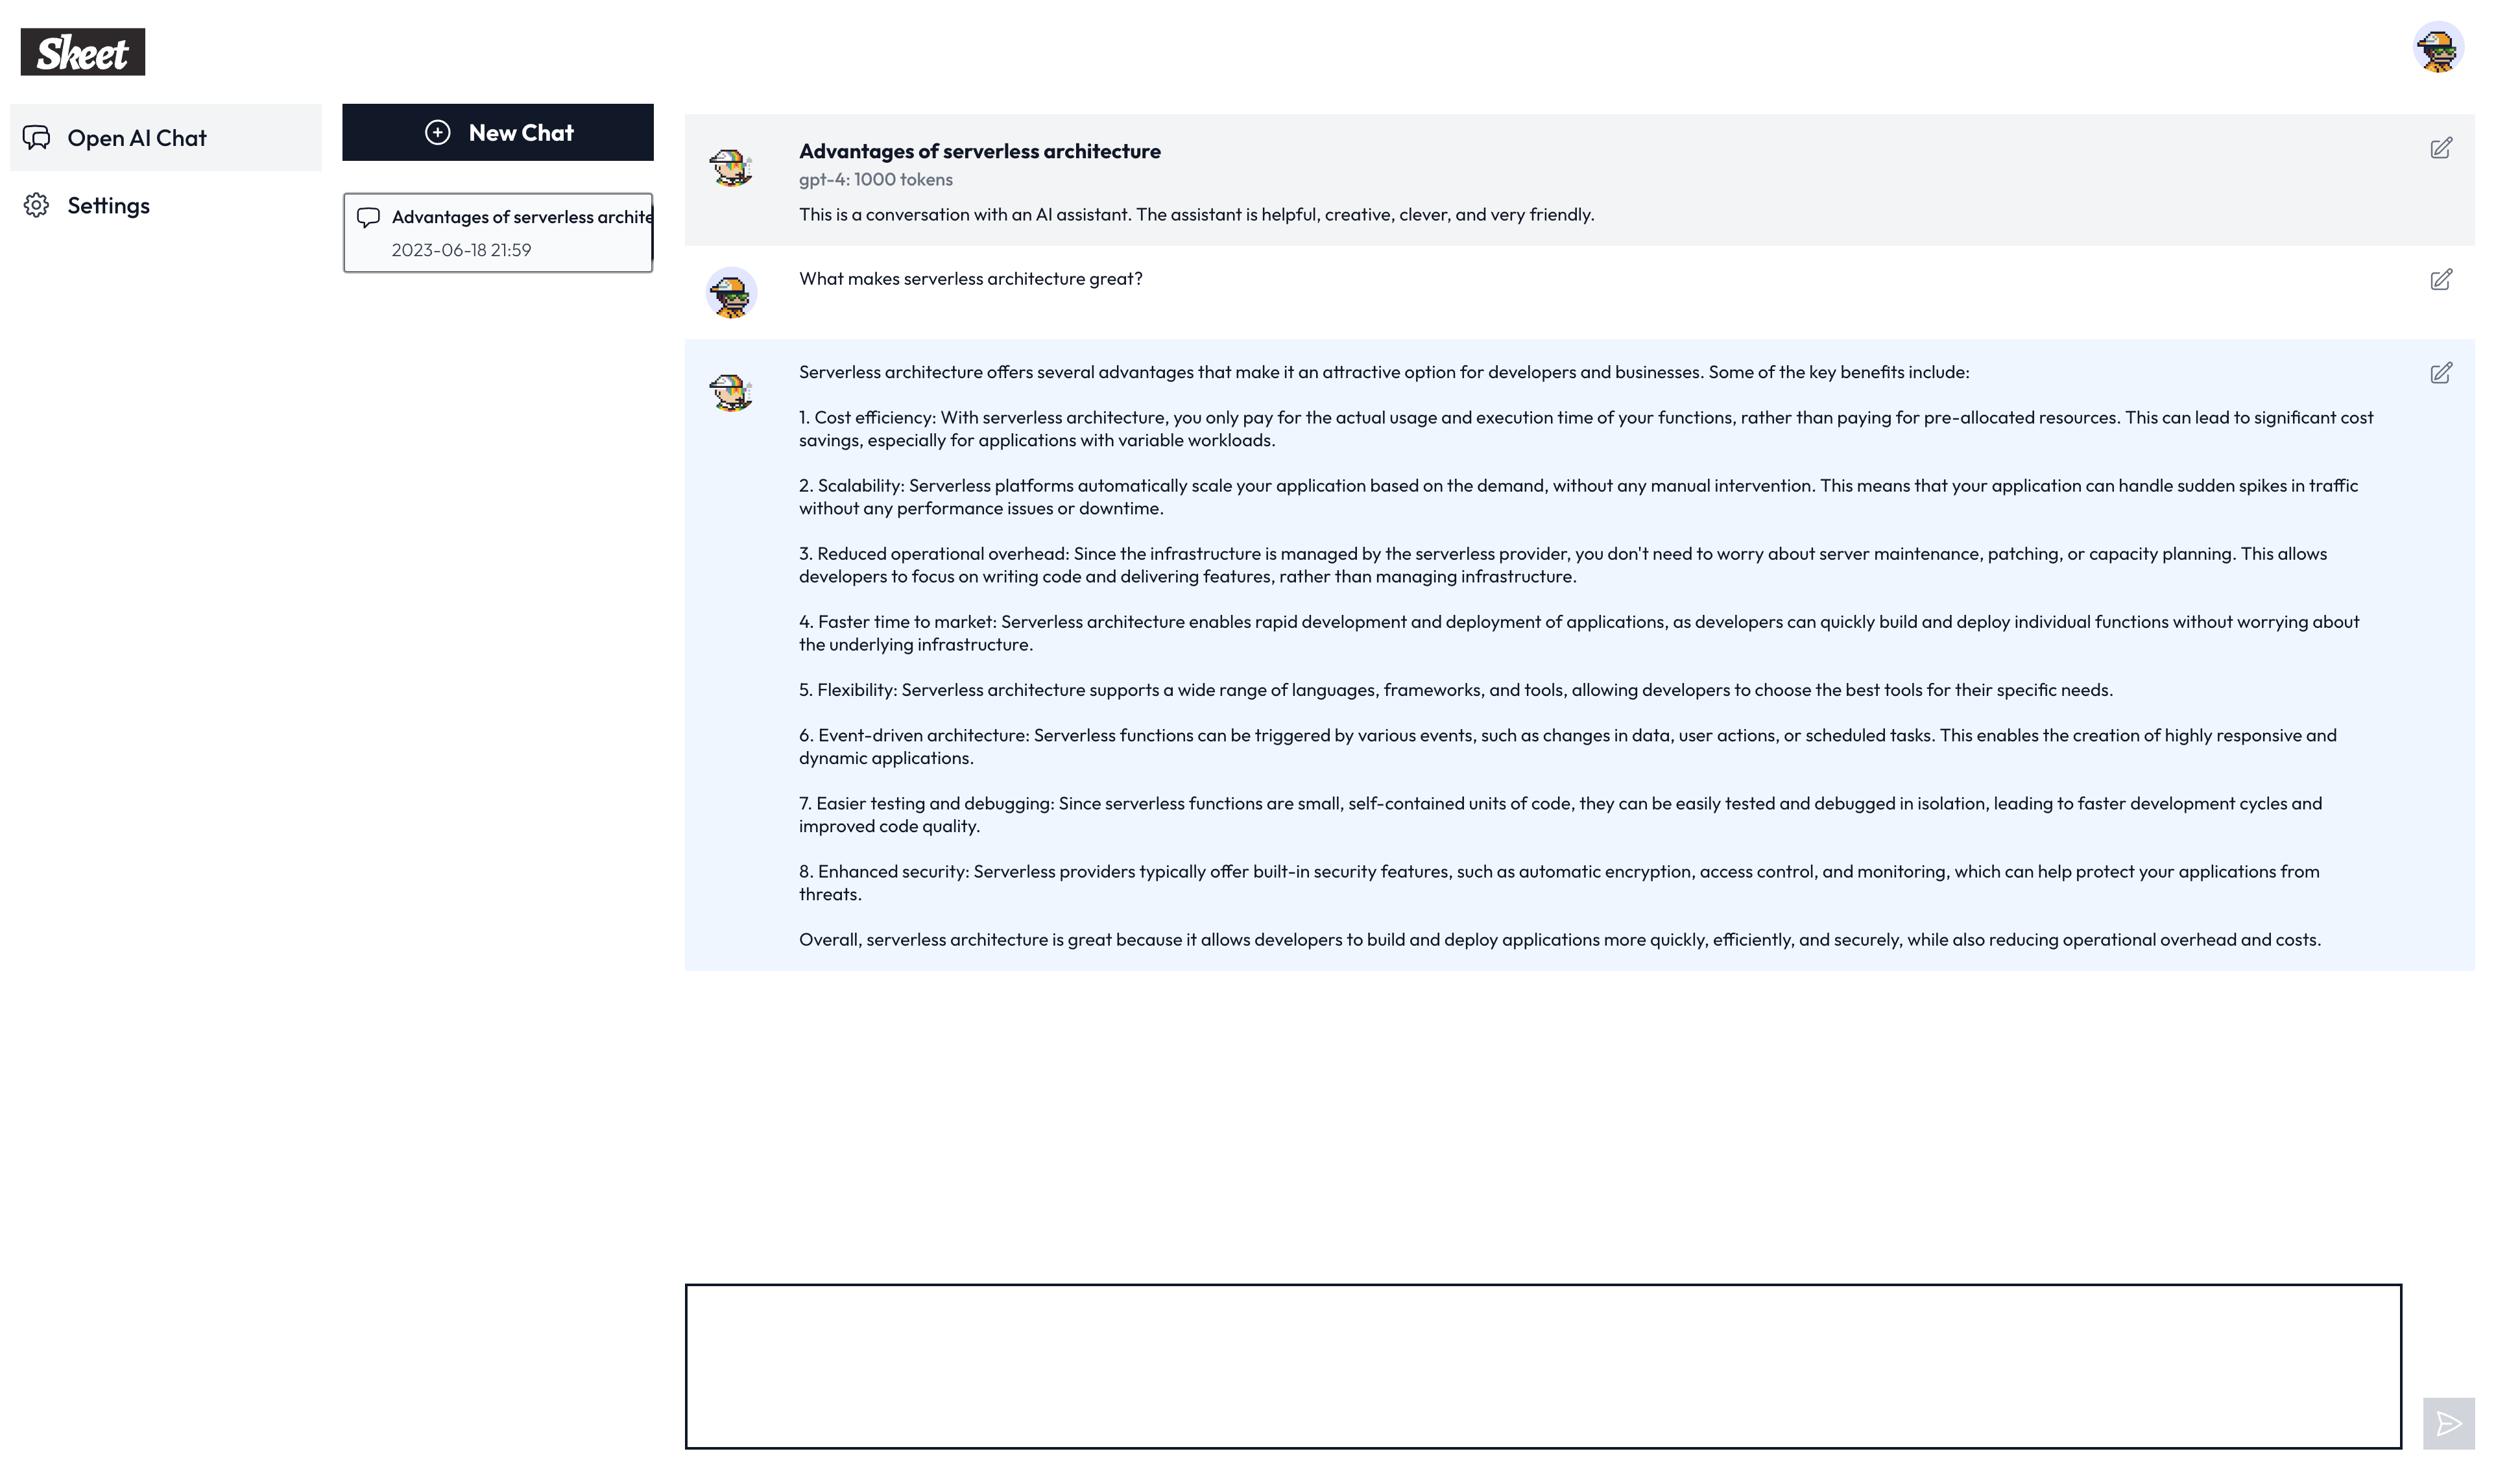 Skeet
Open AI Chat
Settings
New Chat
Advantages of serverless archite
2023-06-18 21:59
Advantages of serverless architecture
gpt-4: 1000 tokens
This is a conversation with an AI assistant. The assistant is helpful, creative, clever, and very friendly.
What makes serverless architecture great?
Serverless architecture offers several advantages that make it an attractive option for developers and businesses. Some of the key benefits include:
1. Cost efficiency: With serverless architecture, you only pay for the actual usage and execution time of your functions, rather than paying for pre-allocated resources. This can lead to significant cost
savings, especially for applications with variable workloads.
2. Scalability: Serverless platforms automatically scale your application based on the demand, without any manual intervention. This means that your application can handle sudden spikes in traffic
without any performance issues or downtime.
3. Reduced operational overhead: Since the infrastructure is managed by the serverless provider, you don't need to worry about server maintenance, patching, or capacity planning. This allows
developers to focus on writing code and delivering features, rather than managing infrastructure.
4. Faster time to market: Serverless architecture enables rapid development and deployment of applications, as developers can quickly build and deploy individual functions without worrying about
the underlying infrastructure.
5. Flexibility: Serverless architecture supports a wide range of languages, frameworks, and tools, allowing developers to choose the best tools for their specific needs.
6. Event-driven architecture: Serverless functions can be triggered by various events, such as changes in data, user actions, or scheduled tasks. This enables the creation of highly responsive and
dynamic applications.
7. Easier testing and debugging: Since serverless functions are small, self-contained units of code, they can be easily tested and debugged in isolation, leading to faster development cycles and
improved code quality.
8. Enhanced security: Serverless providers typically offer built-in security features, such as automatic encryption, access control, and monitoring, which can help protect your applications from
threats.
Overall, serverless architecture is great because it allows developers to build and deploy applications more quickly, efficiently, and securely, while also reducing operational overhead and costs.